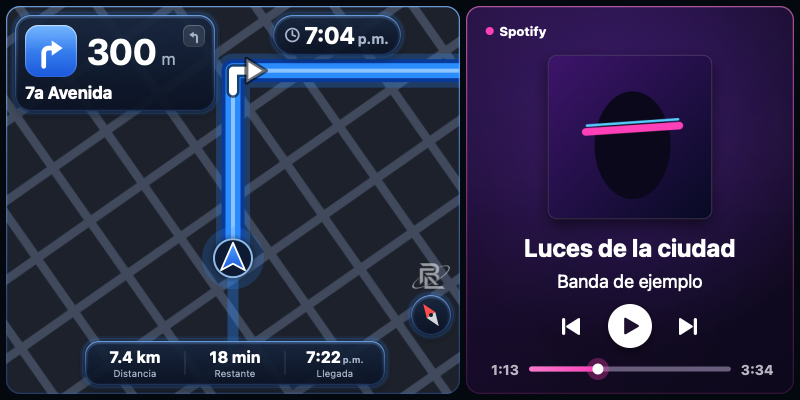 300 m
7a Avenida
7:04 p.m.
7.4 km
Distancia
18 min
Restante
7:22 p.m.
Llegada
Spotify
Luces de la ciudad
Banda de ejemplo
1:13
3:34